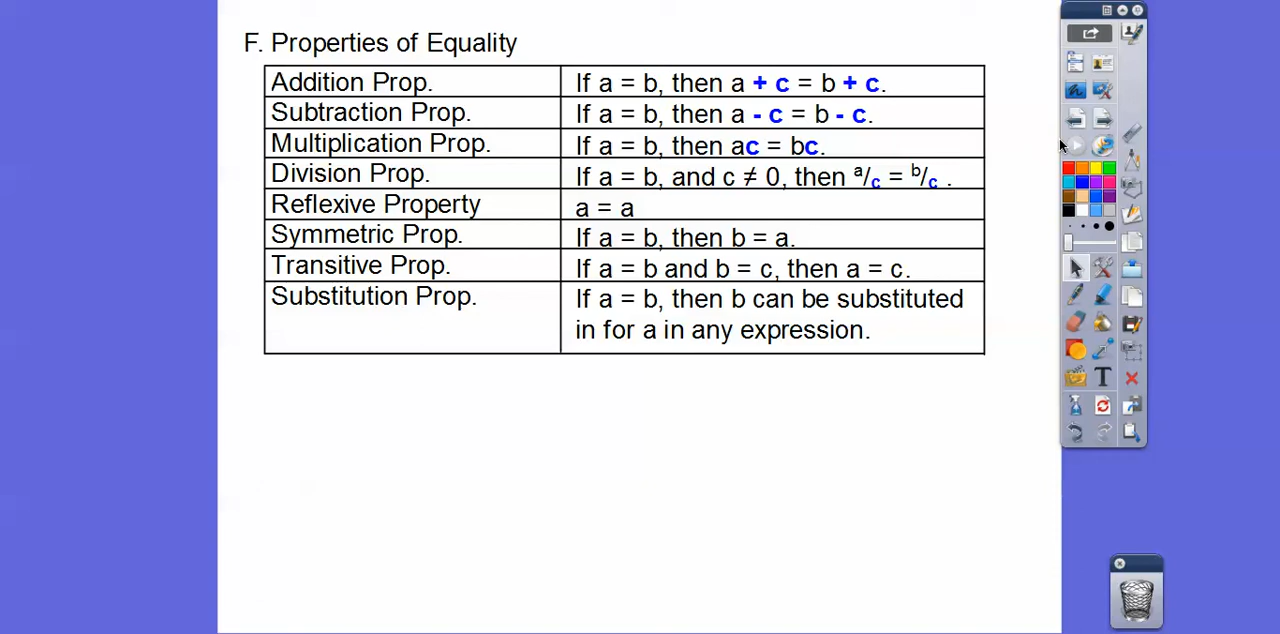 F. Properties of Equality
Addition Prop. If a = b, then a + c = b + c.
Subtraction Prop. If a = b, then a - c = b - c.
Multiplication Prop. If a = b, then ac = bc.
Division Prop. If a = b, and c ≠ 0, then a/c = b/c .
Reflexive Property a = a
Symmetric Prop. If a = b, then b = a.
Transitive Prop. If a = b and b = c, then a = c.
Substitution Prop. If a = b, then b can be substituted
in for a in any expression.
T